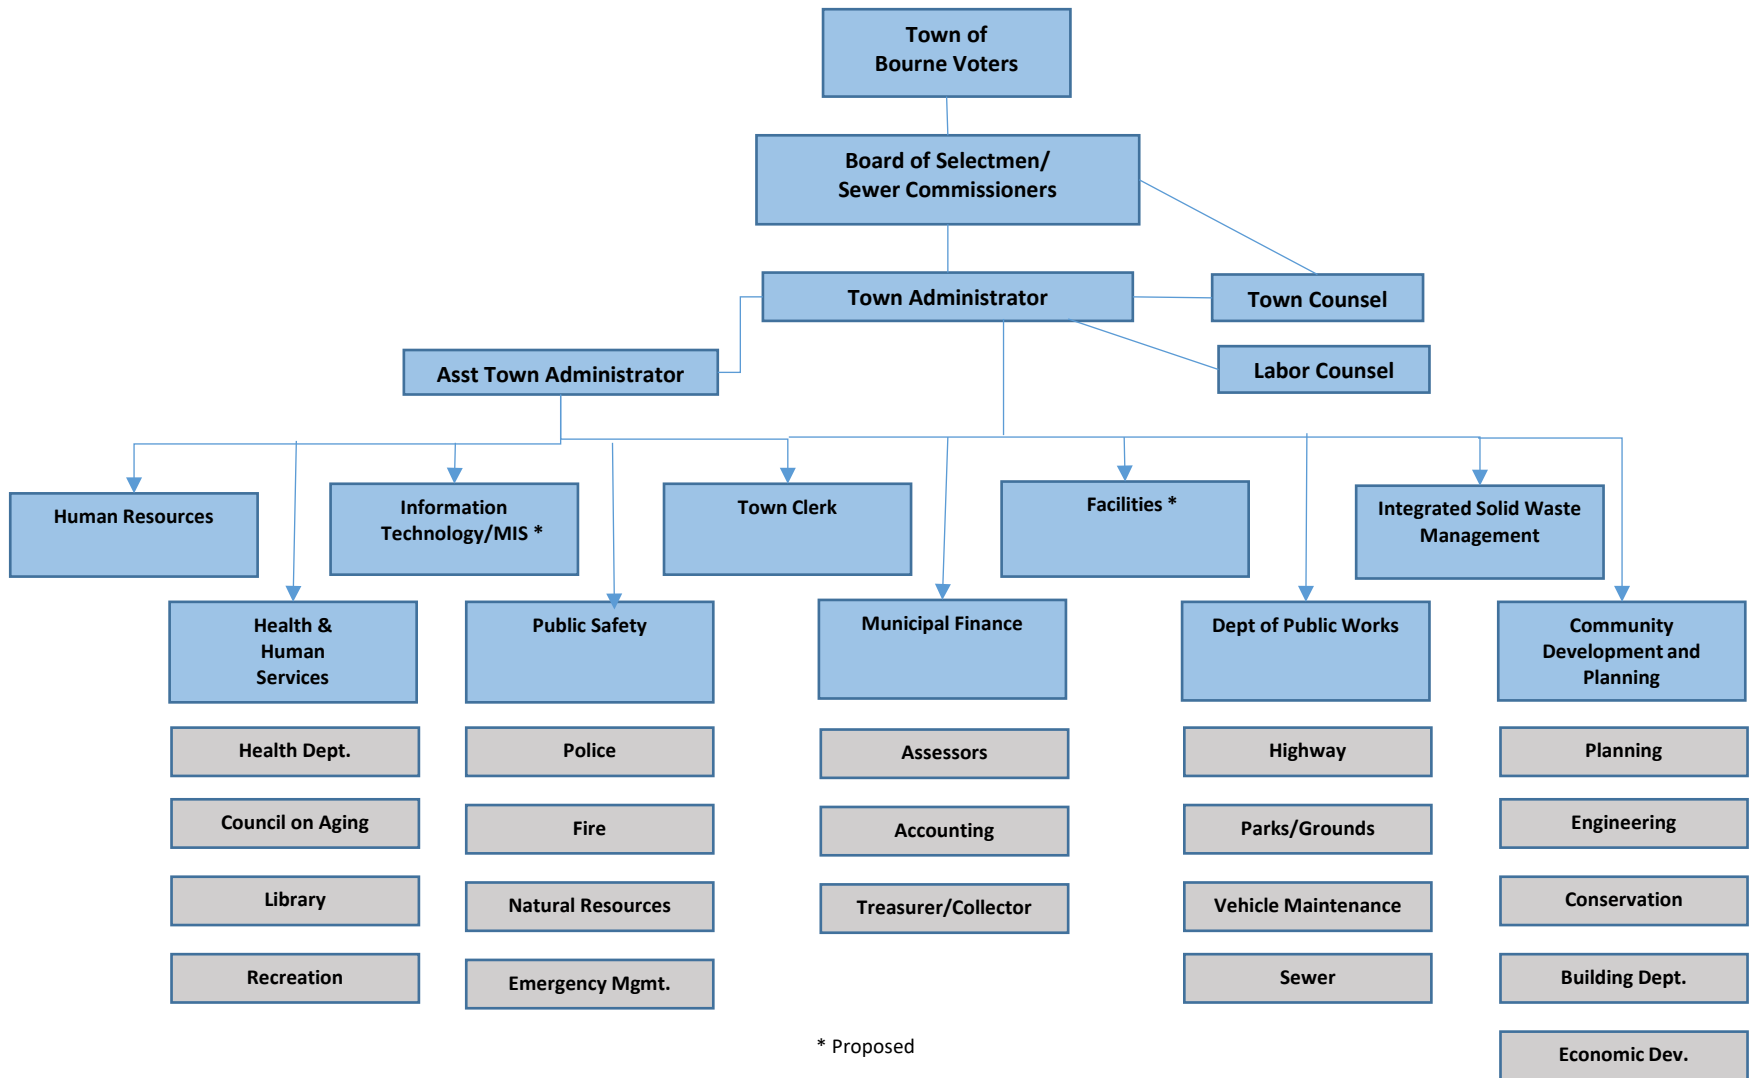 Town of
Bourne Voters
Board of Selectmen/
Sewer Commissioners
Town Administrator
Town Counsel
Asst Town Administrator
Labor Counsel
Human Resources
Information
Technology/MIS *
Town Clerk
Facilities *
Integrated Solid Waste
Management
Health &
Human
Services
Public Safety
Municipal Finance
Dept of Public Works
Community
Development and
Planning
Health Dept.
Police
Assessors
Highway
Planning
Council on Aging
Fire
Accounting
Parks/Grounds
Engineering
Library
Natural Resources
Treasurer/Collector
Vehicle Maintenance
Conservation
Recreation
Emergency Mgmt.
Sewer
Building Dept.
* Proposed
Economic Dev.